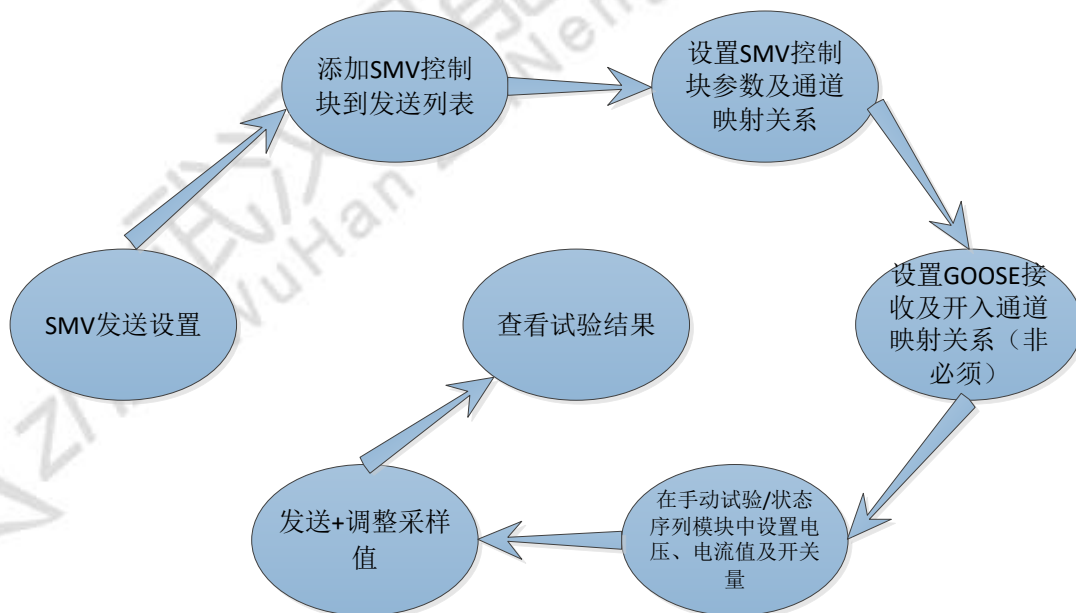 添加SMV控制
块到发送列表
设置SMV控制
块参数及通道
映射关系
SMV发送设置
查看试验结果
设置GOOSE接
收及开入通道
映射关系（非
必须）
发送+调整采样
值
在手动试验/状态
序列模块中设置电
压、电流值及开关
量